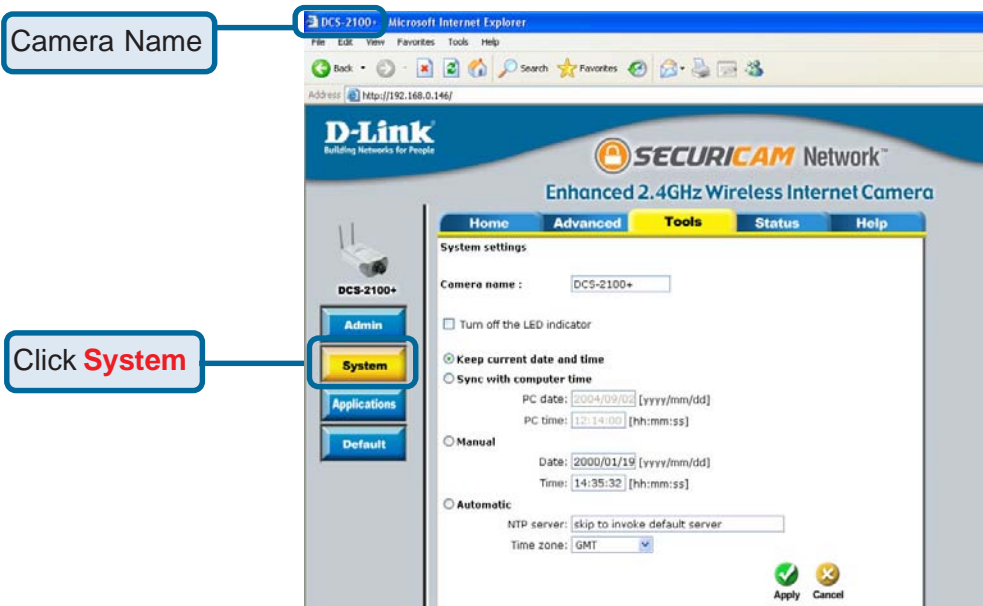 Camera Name
DCS-2100+ Microsoft Internet Explorer
File Edit View Favorites Tools Help
Back Search Favorites
Address http://192.168.0.146/
D-Link
Building Networks for People
SECURICAM Network™
Enhanced 2.4GHz Wireless Internet Camera
Home Advanced Tools Status Help
System settings
DCS-2100+
Camera name : DCS-2100+
Admin
Turn off the LED indicator
Click System
System
Keep current date and time
Sync with computer time
Applications
PC date: 2004/09/02 [yyyy/mm/dd]
PC time: 12:14:00 [hh:mm:ss]
Default
Manual
Date: 2000/01/19 [yyyy/mm/dd]
Time: 14:35:32 [hh:mm:ss]
Automatic
NTP server: skip to invoke default server
Time zone: GMT
Apply Cancel